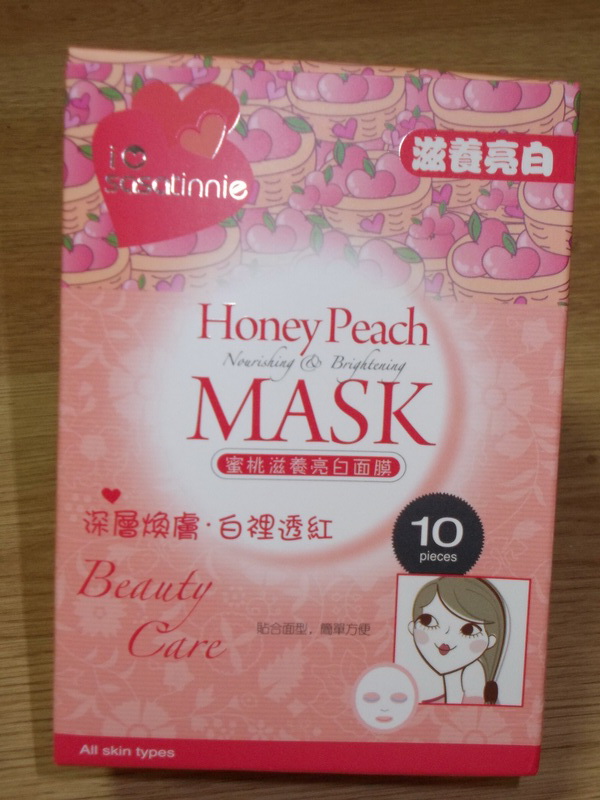 i
sasatinnie
滋養亮白
Honey Peach
Nourishing & Brightening
MASK
蜜桃滋養亮白面膜
深層煥膚·白裡透紅
10
pieces
Beauty
Care
貼合面型，簡單方便
All skin types